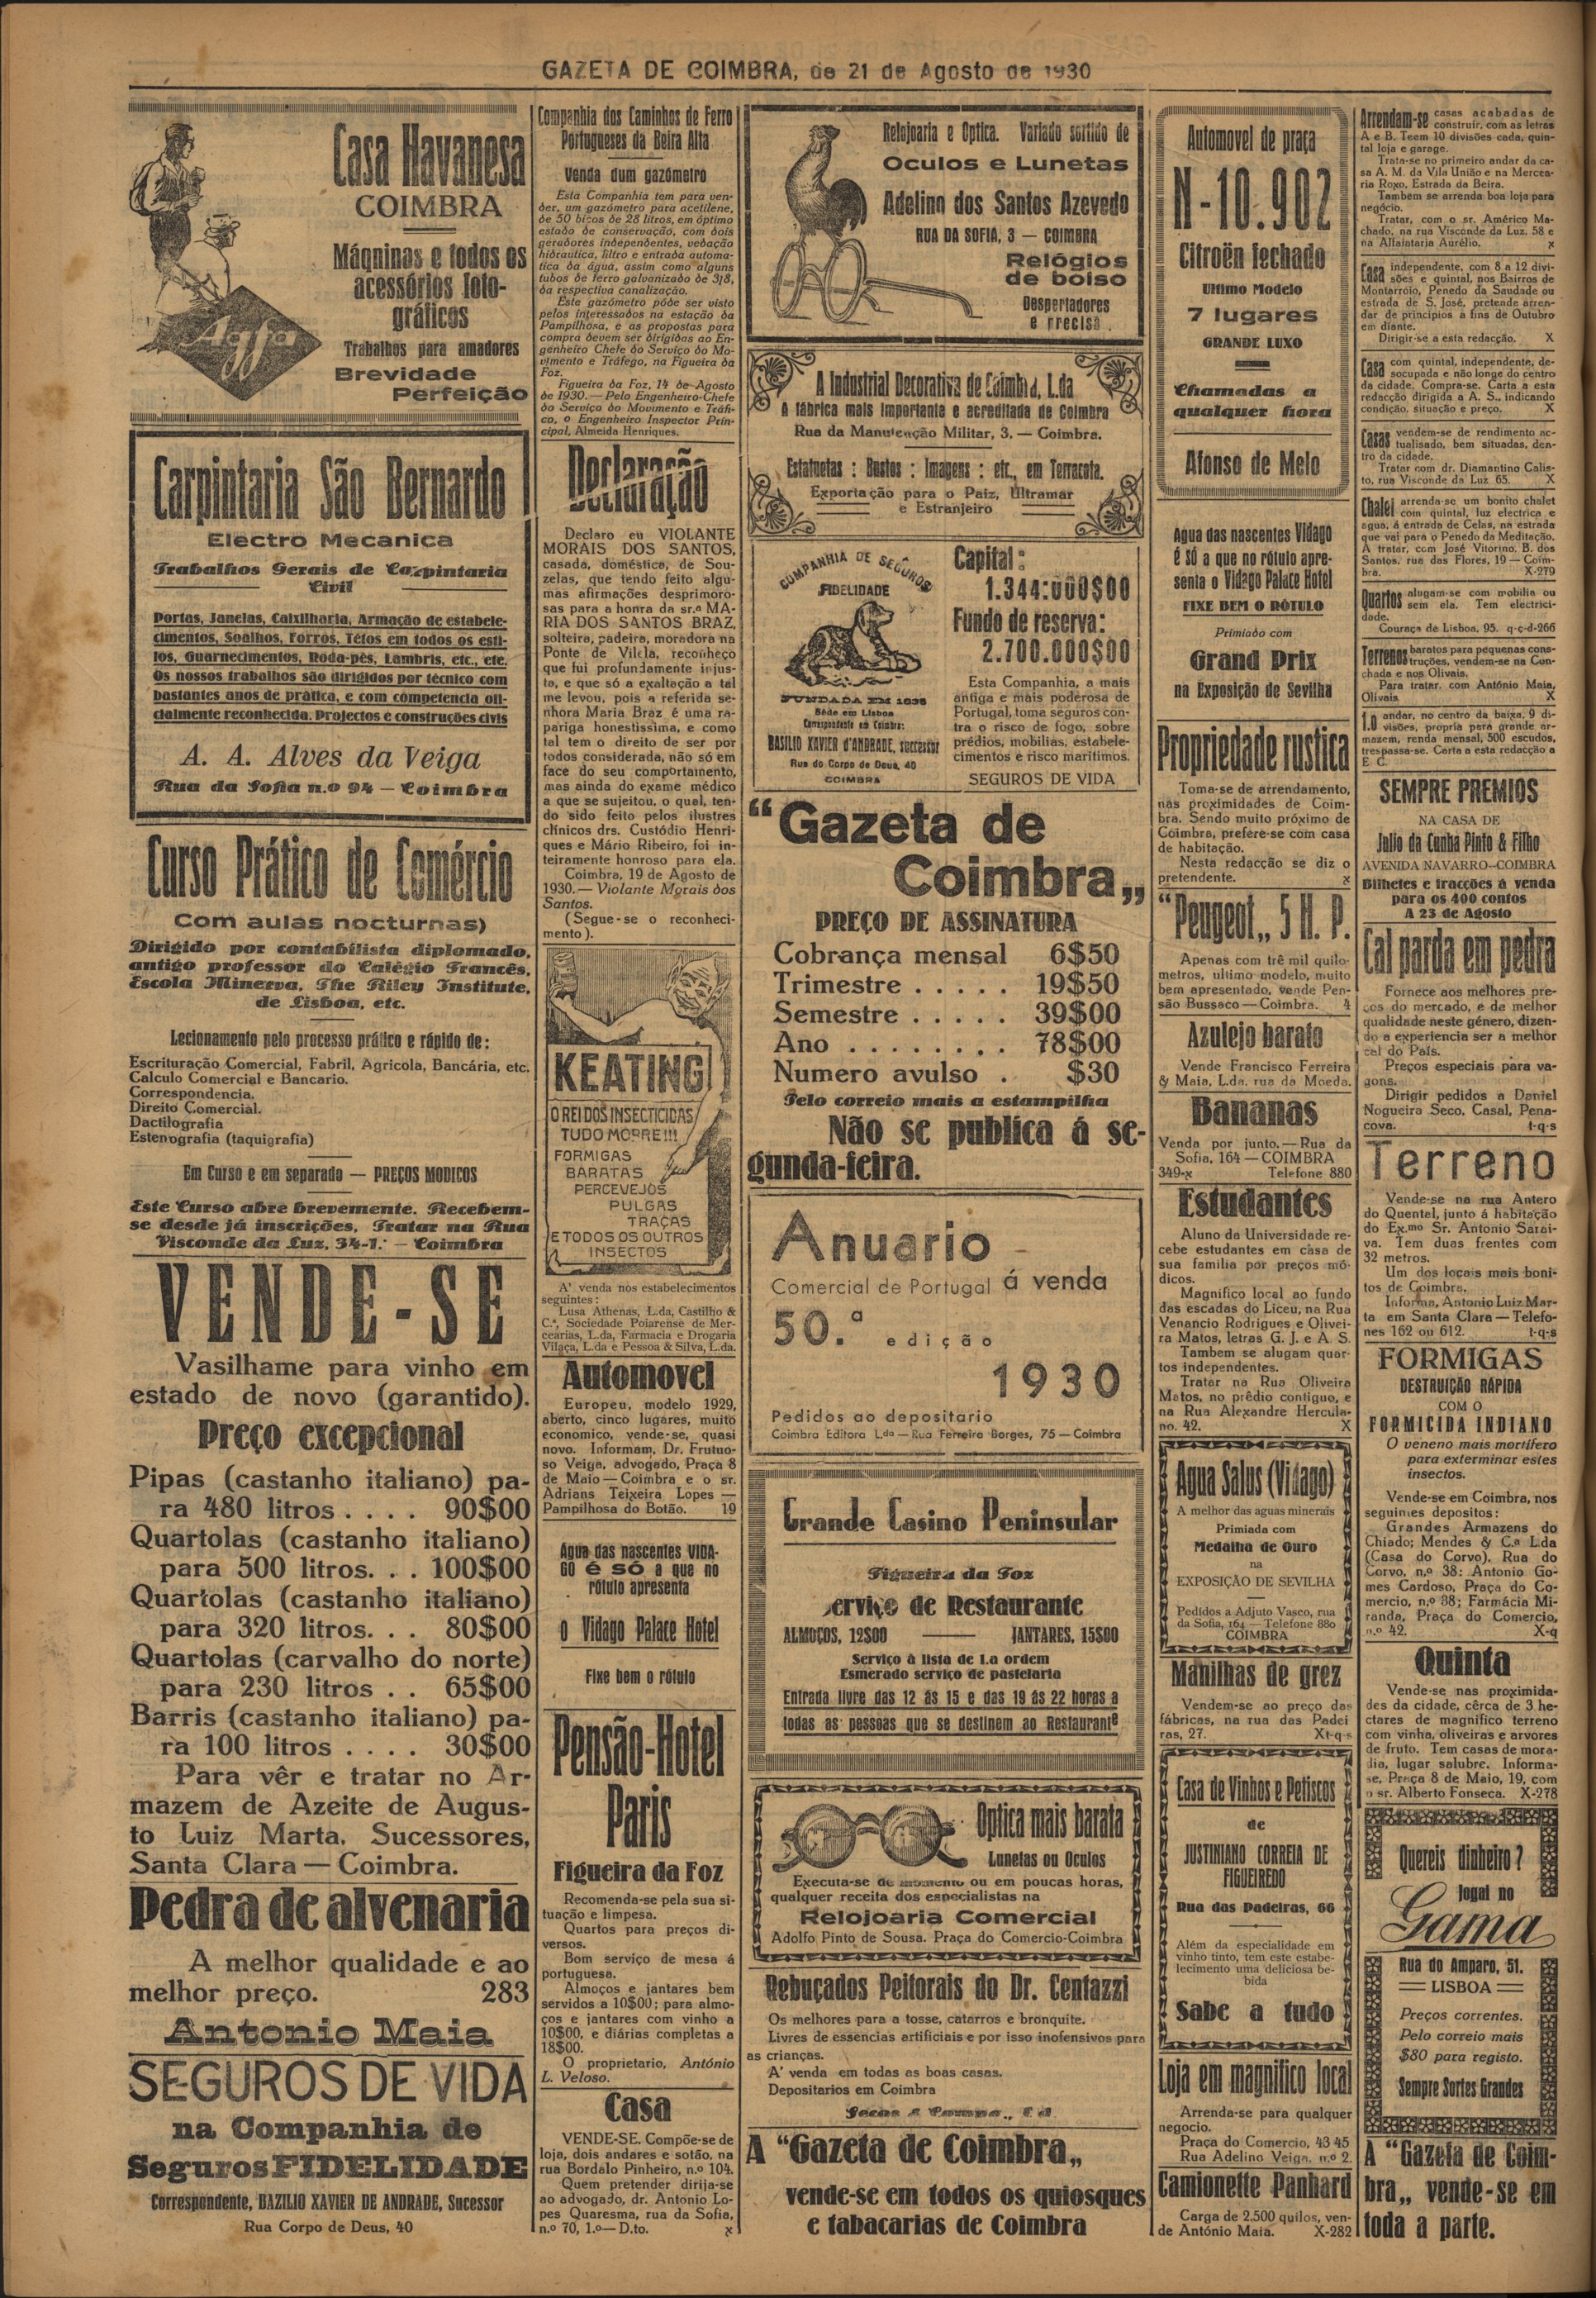 GAZETA DE COIMBRA, de 21 de Agosto de 1930
Casa Havanesa
COIMBRA
Máqninas e todos os
acessórios foto-
gráficos
Trabalhos para amadores
Brevidade
Perfeição
Agfa
Carpintaria São Bernardo
Electro Mecanica
Trabalhos Gerais de Carpintaria
Civil
Portas, Janelas, Caixilharia, Armação de estabele-
cimentos, Soalhos, Forros, Tétos em todos os esti-
los, Guarnecimentos, Roda-pés, Lambris, etc., etc.
Os nossos trabalhos são dirigidos por técnico com
bastantes anos de prática, e com competencia ofi-
cialmente reconhecida. Projectos e construções civis
A. A. Alves da Veiga
Rua da Sofia n.o 94 — Coimbra
Curso Prático de Comércio
Com aulas nocturnas)
Dirigido por contabilista diplomado,
antigo professor do Calégio Francês,
Escola Minerva, The Riley Institute,
de Lisboa, etc.
Lecionamento pelo processo prático e rápido de:
Escrituração Comercial, Fabril, Agricola, Bancária, etc.
Calculo Comercial e Bancario.
Correspondencia.
Direito Comercial.
Dactilografia
Estenografia (taquigrafia)
Em Curso e em separado — PREÇOS MODICOS
Este Curso abre brevemente. Recebem-
se desde já inscrições. Tratar na Rua
Visconde da Luz, 34-1.º — Coimbra
VENDE-SE
Vasilhame para vinho em
estado de novo (garantido).
Preço excepcional
Pipas (castanho italiano) pa-
ra 480 litros . . . . 90$00
Quartolas (castanho italiano)
para 500 litros. . . 100$00
Quartolas (castanho italiano)
para 320 litros. . . 80$00
Quartolas (carvalho do norte)
para 230 litros . . 65$00
Barris (castanho italiano) pa-
ra 100 litros . . . . 30$00
Para vêr e tratar no Ar-
mazem de Azeite de Augus-
to Luiz Marta, Sucessores,
Santa Clara — Coimbra.
Pedra de alvenaria
A melhor qualidade e ao
melhor preço. 283
Antonio Maia
SEGUROS DE VIDA
na Companhia de
Seguros FIDELIDADE
Correspondente, BAZILIO XAVIER DE ANDRADE, Sucessor
Rua Corpo de Deus, 40
Companhia dos Caminhos de Ferro
Portugueses da Beira Alta
Venda dum gazómetro
Esta Companhia tem para ven-
der, um gazómetro para acetilene,
de 50 bicos de 28 litros, em óptimo
estado de conservação, com dois
geradores independentes, vedação
hidraulica, filtro e entrada automa-
tica da água, assim como alguns
tubos de ferro galvanizado de 3/8,
da respectiva canalização.
Este gazómetro póde ser visto
pelos interessados na estação da
Pampilhosa, e as propostas para
compra devem ser dirigidas ao En-
genheiro Chefe do Serviço do Mo-
vimento e Tráfego, na Figueira da
Foz.
Figueira da Foz, 14 de Agosto
de 1930.—Pelo Engenheiro-Chefe
do Serviço do Movimento e Tráfi-
co, o Engenheiro Inspector Prin-
cipal, Almeida Henriques.
Declaração
Declaro eu VIOLANTE
MORAIS DOS SANTOS,
casada, doméstica, de Sou-
zelas, que tendo feito algu-
mas afirmações desprimoro-
sas para a honra da sr.ª MA-
RIA DOS SANTOS BRAZ,
solteira, padeira, moradora na
Ponte de Vilela, reconheço
que fui profundamente injus-
ta, e que só a exaltação a tal
me levou, pois a referida se-
nhora Maria Braz é uma ra-
pariga honestissima, e como
tal tem o direito de ser por
todos considerada, não só em
face do seu comportamento,
mas ainda do exame médico
a que se sujeitou, o qual, ten-
do sido feito pelos ilustres
clínicos drs. Custódio Henri-
ques e Mário Ribeiro, foi in-
teiramente honroso para ela.
Coimbra, 19 de Agosto de
1930.—Violante Morais dos
Santos.
(Segue-se o reconheci-
mento).
KEATING
O REI DOS INSECTICIDAS
TUDO MORRE!!!
FORMIGAS
BARATAS
PERCEVEJOS
PULGAS
TRAÇAS
E TODOS OS OUTROS
INSECTOS
A' venda nos estabelecimentos
seguintes:
Lusa Athenas, L.da, Castilho &
C.ª, Sociedade Poiarense de Mer-
cearias, L.da, Farmacia e Drogaria
Vilaça, L.da e Pessoa & Silva, L.da.
Automovel
Europeu, modelo 1929,
aberto, cinco lugares, muito
economico, vende-se, quasi
novo. Informam, Dr. Frutuo-
so Veiga, advogado, Praça 8
de Maio — Coimbra e o sr.
Adrians Teixeira Lopes —
Pampilhosa do Botão. 19
Agua das nascentes VIDA-
GO é só a que no
rótulo apresenta
o Vidago Palace Hotel
Fixe bem o rótulo
Pensão-Hotel
Paris
Figueira da Foz
Recomenda-se pela sua si-
tuação e limpesa.
Quartos para preços di-
versos.
Bom serviço de mesa á
portuguesa.
Almoços e jantares bem
servidos a 10$00; para almo-
ços e jantares com vinho a
10$00, e diárias completas a
18$00.
O proprietario, António
L. Veloso.
Casa
VENDE-SE. Compõe-se de
loja, dois andares e sotão, na
rua Bordalo Pinheiro, n.º 104.
Quem pretender dirija-se
ao advogado, dr. Antonio Lo-
pes Quaresma, rua da Sofia,
n.º 70, 1.º—D.to. x
Relojoaria e Optica. Variado sortido de
Oculos e Lunetas
Adelino dos Santos Azevedo
RUA DA SOFIA, 3 — COIMBRA
Relógios
de bolso
Despertadores
e precisã.
A Industrial Decorativa de Coimbra, L.da
A fábrica mais importante e acreditada de Coimbra
Rua da Manutenção Militar, 3. — Coimbra.
Estatuetas : Bustos : Imagens : etc., em Terracota.
Exportação para o Paiz, Ultramar
e Estranjeiro
COMPANHIA DE SEGUROS
FIDELIDADE
FUNDADA EM 1835
Séde em Lisboa
Correspondente em Coimbra:
BASILIO XAVIER d'ANDRADE, sucessor
Rua do Corpo de Deus, 40
COIMBRA
Capital:
1.344:000$00
Fundo de reserva:
2.700.000$00
Esta Companhia, a mais
antiga e mais poderosa de
Portugal, toma seguros con-
tra o risco de fogo, sobre
prédios, mobilias, estabele-
cimentos e risco maritimos.
SEGUROS DE VIDA
“Gazeta de
Coimbra„
PREÇO DE ASSINATURA
Cobrança mensal 6$50
Trimestre . . . . . 19$50
Semestre . . . . . 39$00
Ano . . . . . . . . 78$00
Numero avulso . $30
Pelo correio mais a estampilha
Não se publica á se-
gunda-feira.
Anuario
Comercial de Portugal á venda
50.ª edição
1930
Pedidos ao depositario
Coimbra Editora L.da — Rua Ferreira Borges, 75 — Coimbra
Grande Casino Peninsular
Figueira da Foz
Serviço de Restaurante
ALMOÇOS, 12$00 — JANTARES, 15$00
Serviço á lista de 1.a ordem
Esmerado serviço de pastelaria
Entrada livre das 12 ás 15 e das 19 ás 22 horas a
todas as pessoas que se destinem ao Restaurante
Optica mais barata
Lunetas ou Oculos
Executa-se de momento ou em poucas horas,
qualquer receita dos especialistas na
Relojoaria Comercial
Adolfo Pinto de Sousa. Praça do Comercio-Coimbra
Rebuçados Peitorais do Dr. Centazzi
Os melhores para a tosse, catarros e bronquite.
Livres de essencias artificiais e por isso inofensivos para
as crianças.
A' venda em todas as boas casas.
Depositarios em Coimbra
A “Gazeta de Coimbra„
vende-se em todos os quiosques
e tabacarias de Coimbra
Automovel de praça
N-10.902
Citroën fechado
Ultimo Modelo
7 lugares
GRANDE LUXO
Chamadas a
qualquer hora
Afonso de Melo
Agua das nascentes Vidago
é só a que no rótulo apre-
senta o Vidago Palace Hotel
FIXE BEM O RÓTULO
Primiado com
Grand Prix
na Exposição de Sevilha
Propriedade rustica
Toma-se de arrendamento,
nas proximidades de Coim-
bra. Sendo muito próximo de
Coimbra, prefere-se com casa
de habitação.
Nesta redacção se diz o
pretendente. x
“Peugeot„ 5 H. P.
Apenas com trê mil quilo-
metros, ultimo modelo, muito
bem apresentado, vende Pen-
são Bussaco — Coimbra. 4
Azulejo barato
Vende Francisco Ferreira
& Maia, L.da, rua da Moeda.
Bananas
Venda por junto. — Rua da
Sofia, 164 — COIMBRA
349-x Telefone 880
Estudantes
Aluno da Universidade re-
cebe estudantes em casa de
sua familia por preços mó-
dicos.
Magnifico local ao fundo
das escadas do Liceu, na Rua
Venancio Rodrigues e Olivei-
ra Matos, letras G. J. e A. S.
Tambem se alugam quar-
tos independentes.
Tratar na Rua Oliveira
Matos, no prédio contiguo, e
na Rua Alexandre Hercula-
no. 42. X
Agua Salus (Vidago)
A melhor das aguas minerais
Primiada com
Medalha de Ouro
na
EXPOSIÇÃO DE SEVILHA
Pedidos a Adjuto Vasco, rua
da Sofia, 164 — Telefone 880
COIMBRA
Manilhas de grez
Vendem-se ao preço das
fábricas, na rua das Padei
ras, 27. Xt-q-s
Casa de Vinhos e Petiscos
de
JUSTINIANO CORREIA DE
FIGUEIREDO
Rua das Padeiras, 66
Além da especialidade em
vinho tinto, tem este estabe-
lecimento uma deliciosa be-
bida
Sabe a tudo
Loja em magnifico local
Arrenda-se para qualquer
negocio.
Praça do Comercio, 43 45
Rua Adelino Veiga, n.º 2.
Camionette Panhard
Carga de 2.500 quilos, ven-
de António Maia. X-282
Arrendam-se casas acabadas de
construir, com as letras
A e B. Teem 10 divisões cada, quin-
tal loja e garage.
Trata-se no primeiro andar da ca-
sa A. M. da Vila União e na Mercea-
ria Roxo, Estrada da Beira.
Tambem se arrenda boa loja para
negócio.
Tratar, com o sr. Américo Ma-
chado, na rua Visconde da Luz, 58 e
na Alfaiataria Aurélio. x
Casa independente, com 8 a 12 divi-
sões e quintal, nos Bairros de
Montarroio, Penedo da Saudade ou
estrada de S. José, pretende arren-
dar de principios a fins de Outubro
em diante.
Dirigir-se a esta redacção. X
Casa com quintal, independente, de-
socupada e não longe do centro
da cidade. Compra-se. Carta a esta
redacção dirigida a A. S., indicando
condição, situação e preço. X
Casas vendem-se de rendimento ac-
tualisado, bem situadas, den-
tro da cidade.
Tratar com dr. Diamantino Calis-
to, rua Visconde da Luz 65. X
Chalet arrenda-se um bonito chalet
com quintal, luz electrica e
agua, á entrada de Celas, na estrada
que vai para o Penedo da Meditação.
A tratar, com José Vitorino. B. dos
Santos, rua das Flores, 19 — Coim-
bra. X-279
Quartos alugam-se com mobilia ou
sem ela. Tem electrici-
dade.
Couraça de Lisboa, 95. q-ç-d-266
Terrenos baratos para pequenas cons-
truções, vendem-se na Con-
chada e nos Olivais.
Para tratar, com António Maia,
Olivais X
1.o andar, no centro da baixa, 9 di-
visões, propria para grande ar-
mazem, renda mensal, 500 escudos,
trespassa-se. Carta a esta redacção a
E. C.
SEMPRE PREMIOS
NA CASA DE
Julio da Cunha Pinto & Filho
AVENIDA NAVARRO—COIMBRA
Bilhetes e fracções á venda
para os 400 contos
A 23 de Agosto
Cal parda em pedra
Fornece aos melhores pre-
ços do mercado, e da melhor
qualidade neste género, dizen-
do a experiencia ser a melhor
cal do País.
Preços especiais para va-
gons.
Dirigir pedidos a Daniel
Nogueira Seco, Casal, Pena-
cova. t-q-s
Terreno
Vende-se na rua Antero
do Quental, junto á habitação
do Ex.mo Sr. Antonio Sarai-
va. Tem duas frentes com
32 metros.
Um dos locais mais boni-
tos de Coimbra.
Informa, Antonio Luiz Mar-
ta em Santa Clara — Telefo-
nes 162 ou 612. t-q-s
FORMIGAS
DESTRUIÇÃO RÁPIDA
COM O
FORMICIDA INDIANO
O veneno mais mortifero
para exterminar estes
insectos.
Vende-se em Coimbra, nos
seguintes depositos:
Grandes Armazens do
Chiado; Mendes & C.ª L.da
(Casa do Corvo), Rua do
Corvo, n.º 38; Antonio Go-
mes Cardoso, Praça do Co-
mercio, n.º 38; Farmácia Mi-
randa, Praça do Comercio,
n.º 42. X-q
Quinta
Vende-se nas proximida-
des da cidade, cêrca de 3 he-
ctares de magnifico terreno
com vinha, oliveiras e arvores
de fruto. Tem casas de mora-
dia, lugar salubre. Informa-
se, Praça 8 de Maio, 19, com
o sr. Alberto Fonseca. X-278
Quereis dinheiro?
Jogai no
Gama
Rua do Amparo, 51.
LISBOA
Preços correntes.
Pelo correio mais
$80 para registo.
Sempre Sortes Grandes
A “Gazeta de Coim-
bra„ vende-se em
toda a parte.